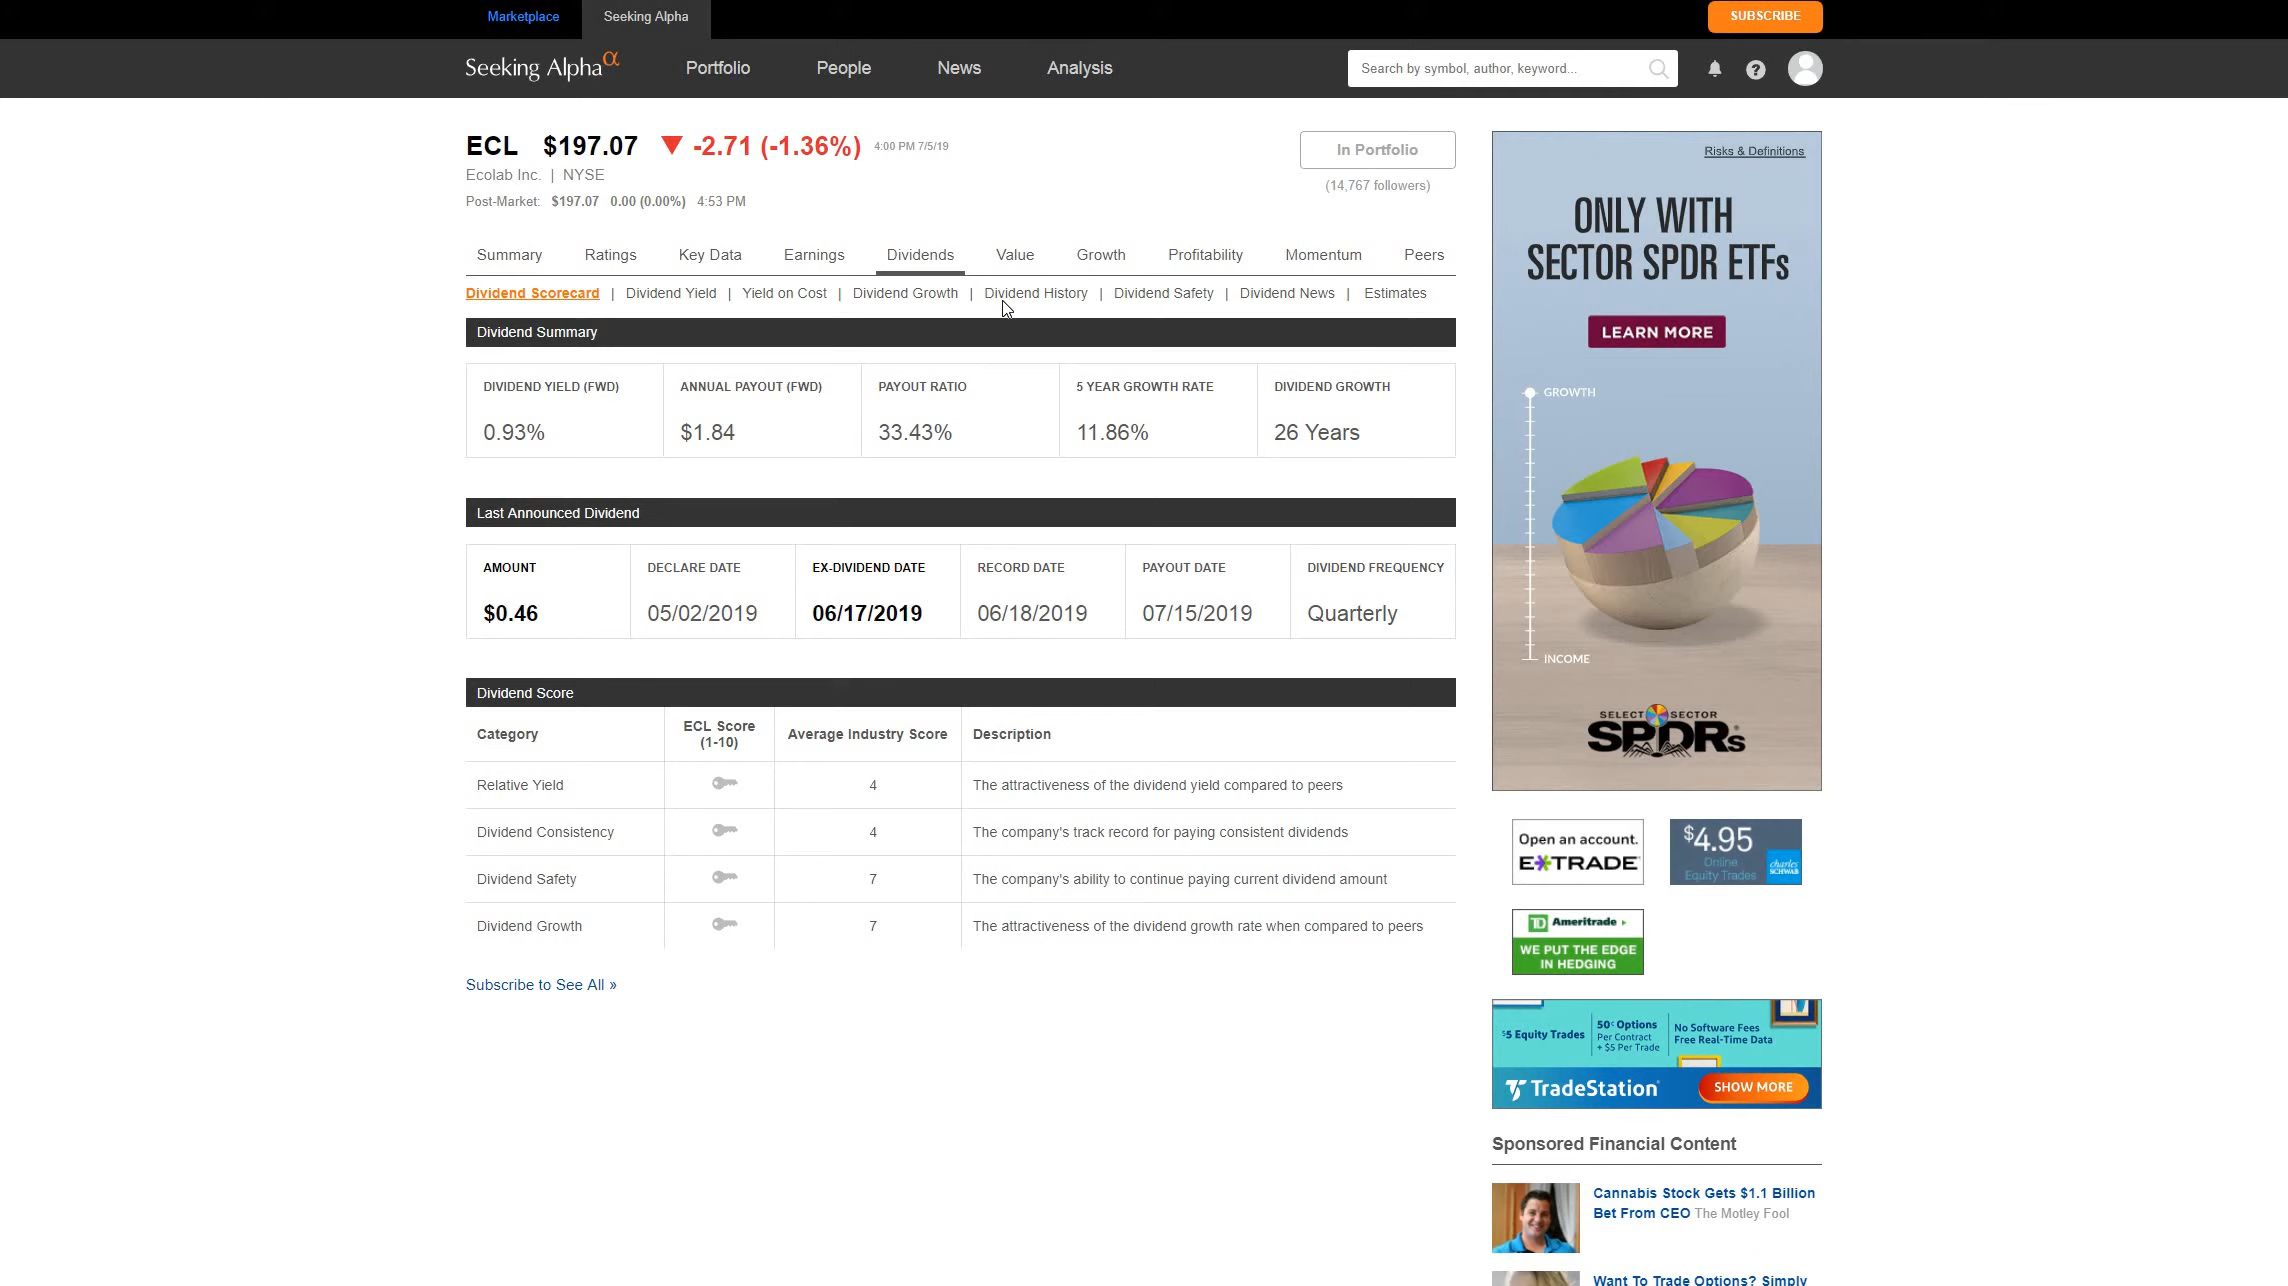 Marketplace
Seeking Alpha
SUBSCRIBE
Seeking Alpha α
Portfolio
People
News
Analysis
Search by symbol, author, keyword...
?
ECL $197.07 ▼ -2.71 (-1.36%) 4:00 PM 7/5/19
Ecolab Inc. | NYSE
Post-Market: $197.07 0.00 (0.00%) 4:53 PM
In Portfolio
(14,767 followers)
Summary Ratings Key Data Earnings Dividends Value Growth Profitability Momentum Peers
Dividend Scorecard | Dividend Yield | Yield on Cost | Dividend Growth | Dividend History | Dividend Safety | Dividend News | Estimates
Dividend Summary
DIVIDEND YIELD (FWD) ANNUAL PAYOUT (FWD) PAYOUT RATIO 5 YEAR GROWTH RATE DIVIDEND GROWTH
0.93% $1.84 33.43% 11.86% 26 Years
Last Announced Dividend
AMOUNT DECLARE DATE EX-DIVIDEND DATE RECORD DATE PAYOUT DATE DIVIDEND FREQUENCY
$0.46 05/02/2019 06/17/2019 06/18/2019 07/15/2019 Quarterly
Dividend Score
Category ECL Score (1-10) Average Industry Score Description
Relative Yield 4 The attractiveness of the dividend yield compared to peers
Dividend Consistency 4 The company's track record for paying consistent dividends
Dividend Safety 7 The company's ability to continue paying current dividend amount
Dividend Growth 7 The attractiveness of the dividend growth rate when compared to peers
Subscribe to See All »
Risks & Definitions
ONLY WITH
SECTOR SPDR ETFs
LEARN MORE
GROWTH
INCOME
SELECT SECTOR
SPDRs
Open an account.
E*TRADE
$4.95
Online
Equity Trades
charles
SCHWAB
TD Ameritrade
WE PUT THE EDGE
IN HEDGING
$5 Equity Trades
50¢ Options
Per Contract
+ $5 Per Trade
No Software Fees
Free Real-Time Data
TradeStation
SHOW MORE
Sponsored Financial Content
Cannabis Stock Gets $1.1 Billion
Bet From CEO The Motley Fool
Want To Trade Options? Simply